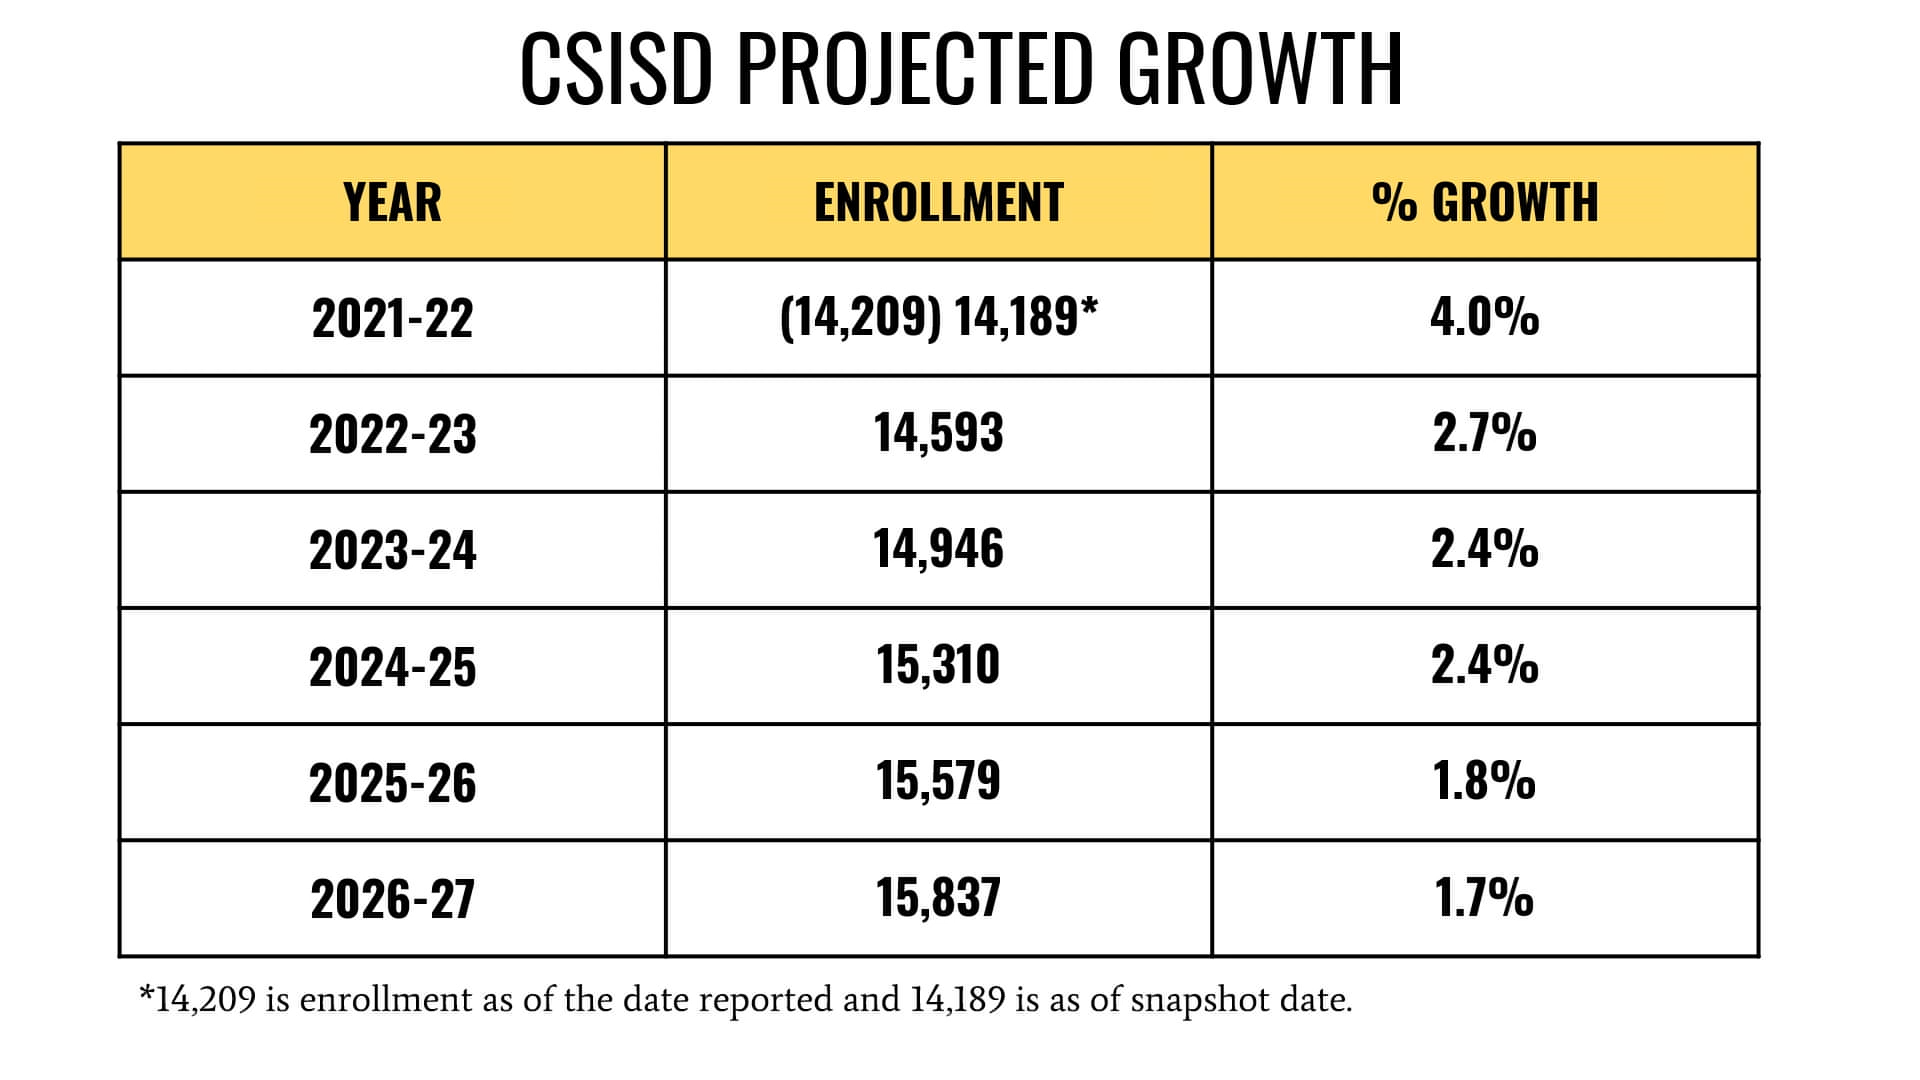 CSISD PROJECTED GROWTH
YEAR ENROLLMENT % GROWTH
2021-22 (14,209) 14,189* 4.0%
2022-23 14,593 2.7%
2023-24 14,946 2.4%
2024-25 15,310 2.4%
2025-26 15,579 1.8%
2026-27 15,837 1.7%
*14,209 is enrollment as of the date reported and 14,189 is as of snapshot date.